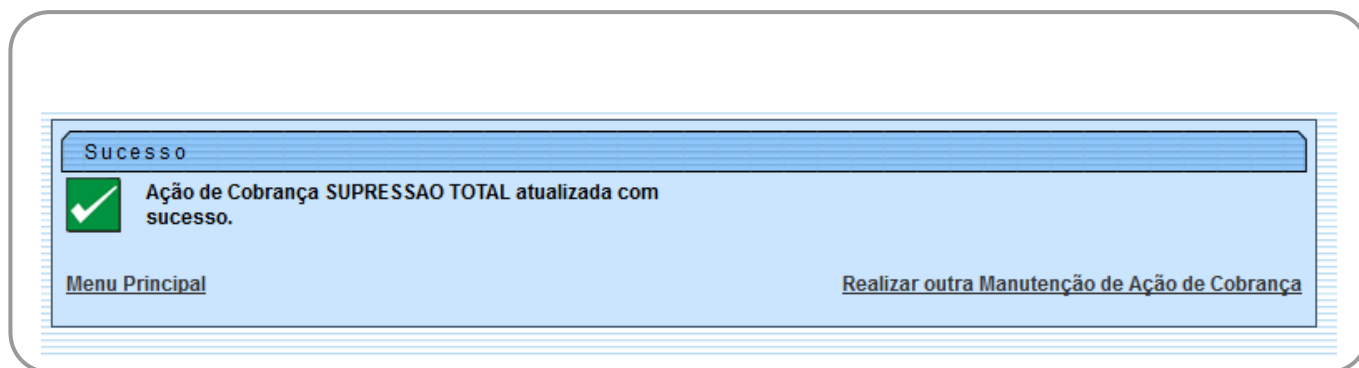 Sucesso
Ação de Cobrança SUPRESSAO TOTAL atualizada com
sucesso.
Menu Principal
Realizar outra Manutenção de Ação de Cobrança